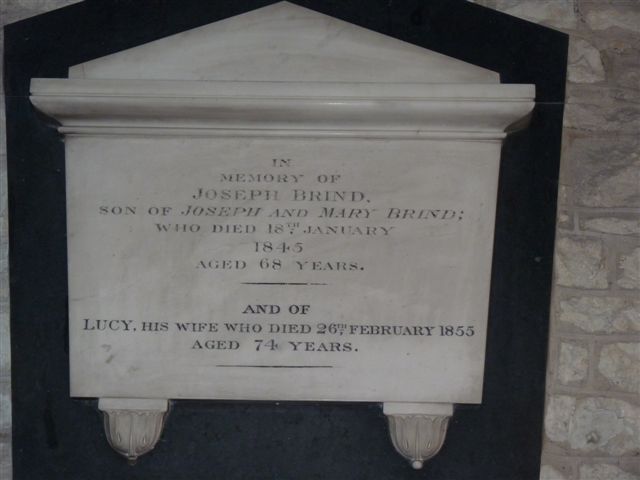 IN
MEMORY OF
JOSEPH BRIND,
SON OF JOSEPH AND MARY BRIND;
WHO DIED 18TH, JANUARY
1845
AGED 68 YEARS.
AND OF
LUCY, HIS WIFE WHO DIED 26TH, FEBRUARY 1855
AGED 74 YEARS.